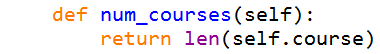 def num_courses(self):
    return len(self.course)